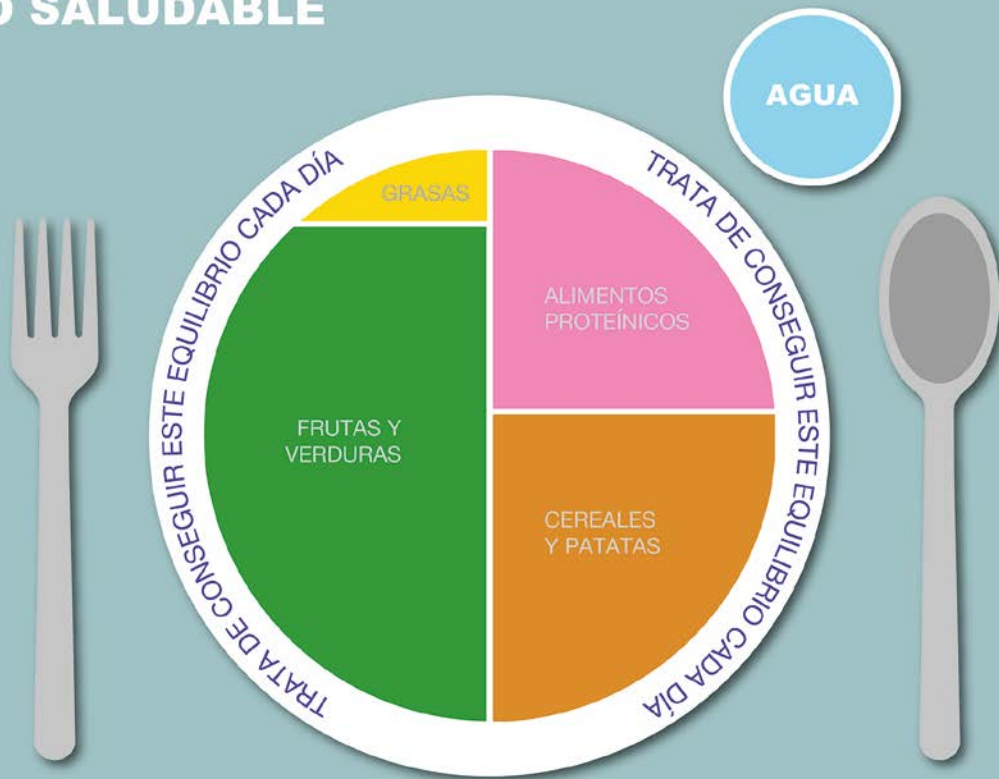 O SALUDABLE
AGUA
TRATA DE CONSEGUIR ESTE EQUILIBRIO CADA DÍA
TRATA DE CONSEGUIR ESTE EQUILIBRIO CADA DÍA
GRASAS
ALIMENTOS
PROTEÍNICOS
FRUTAS Y
VERDURAS
CEREALES
Y PATATAS